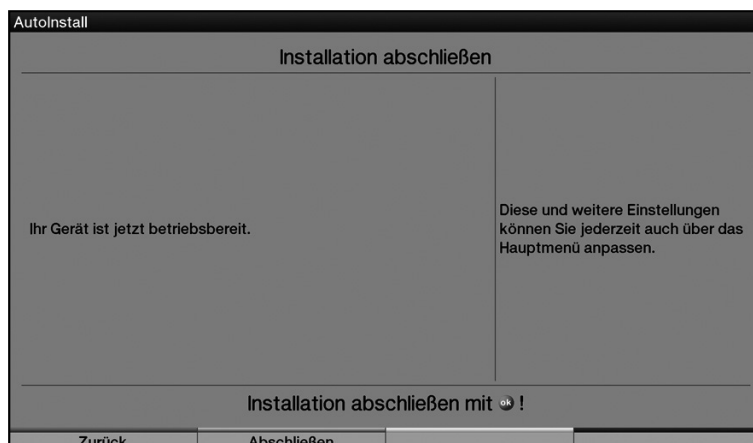 AutoInstall
Installation abschließen
Ihr Gerät ist jetzt betriebsbereit.
Diese und weitere Einstellungen
können Sie jederzeit auch über das
Hauptmenü anpassen.
Installation abschließen mit ok !
Zurück
Abschließen